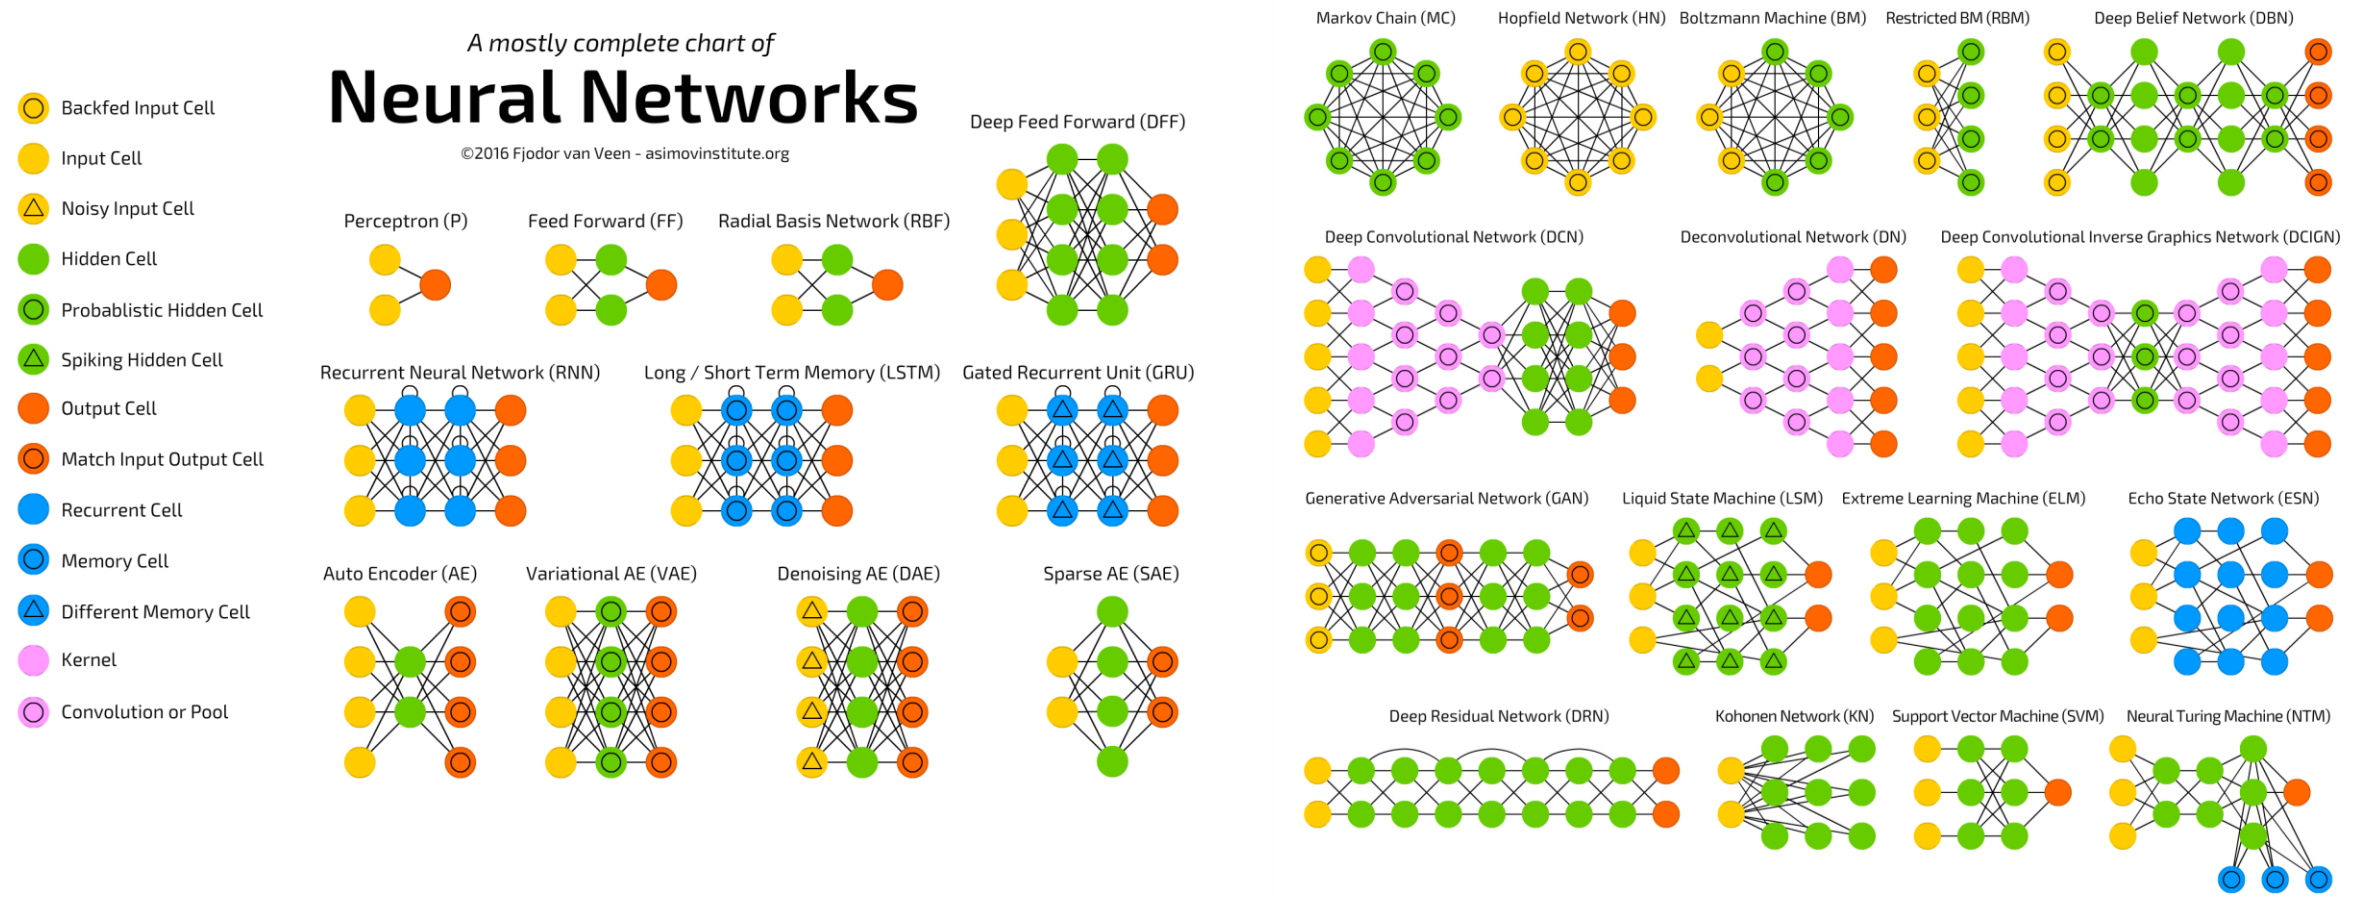 A mostly complete chart of
Neural Networks
©2016 Fjodor van Veen - asimovinstitute.org
Backfed Input Cell
Input Cell
Noisy Input Cell
Hidden Cell
Probablistic Hidden Cell
Spiking Hidden Cell
Output Cell
Match Input Output Cell
Recurrent Cell
Memory Cell
Different Memory Cell
Kernel
Convolution or Pool
Deep Feed Forward (DFF)
Perceptron (P)
Feed Forward (FF)
Radial Basis Network (RBF)
Recurrent Neural Network (RNN)
Long / Short Term Memory (LSTM)
Gated Recurrent Unit (GRU)
Auto Encoder (AE)
Variational AE (VAE)
Denoising AE (DAE)
Sparse AE (SAE)
Markov Chain (MC)
Hopfield Network (HN)
Boltzmann Machine (BM)
Restricted BM (RBM)
Deep Belief Network (DBN)
Deep Convolutional Network (DCN)
Deconvolutional Network (DN)
Deep Convolutional Inverse Graphics Network (DCIGN)
Generative Adversarial Network (GAN)
Liquid State Machine (LSM)
Extreme Learning Machine (ELM)
Echo State Network (ESN)
Deep Residual Network (DRN)
Kohonen Network (KN)
Support Vector Machine (SVM)
Neural Turing Machine (NTM)